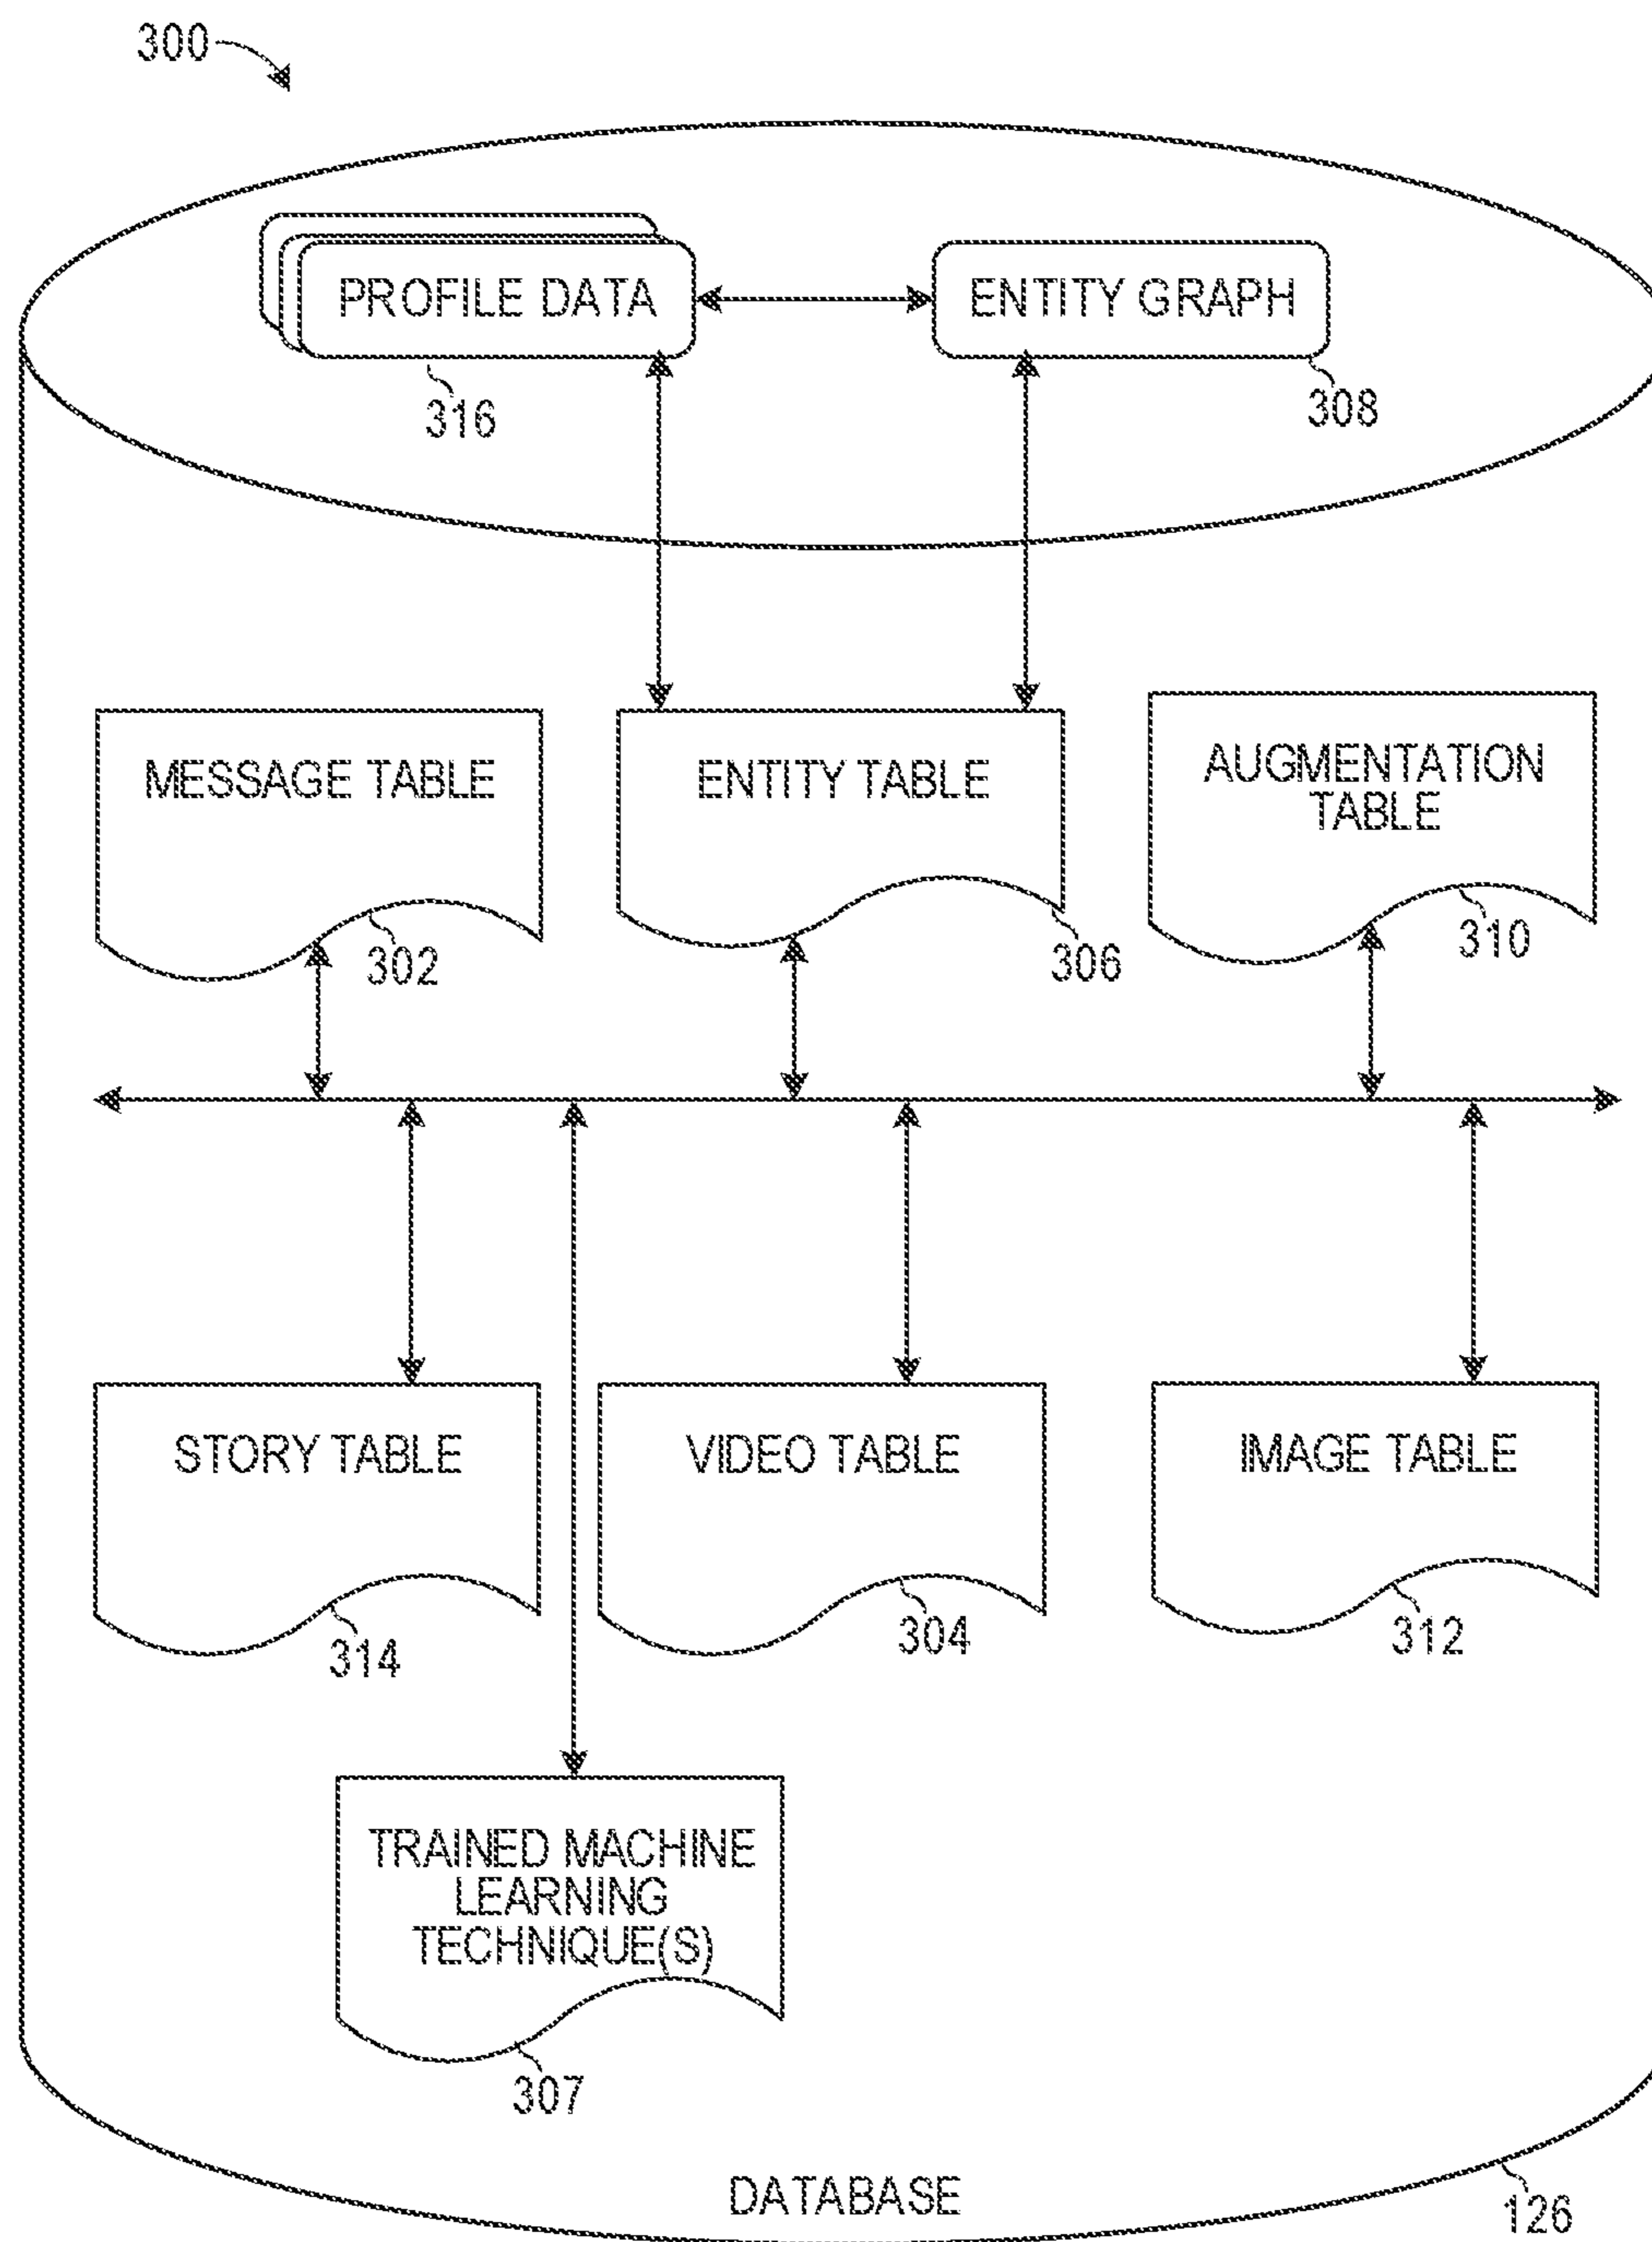 300
PROFILE DATA
ENTITY GRAPH
316
308
MESSAGE TABLE
ENTITY TABLE
AUGMENTATION
TABLE
302
306
310
STORY TABLE
VIDEO TABLE
IMAGE TABLE
314
304
312
TRAINED MACHINE
LEARNING
TECHNIQUE(S)
307
DATABASE
126